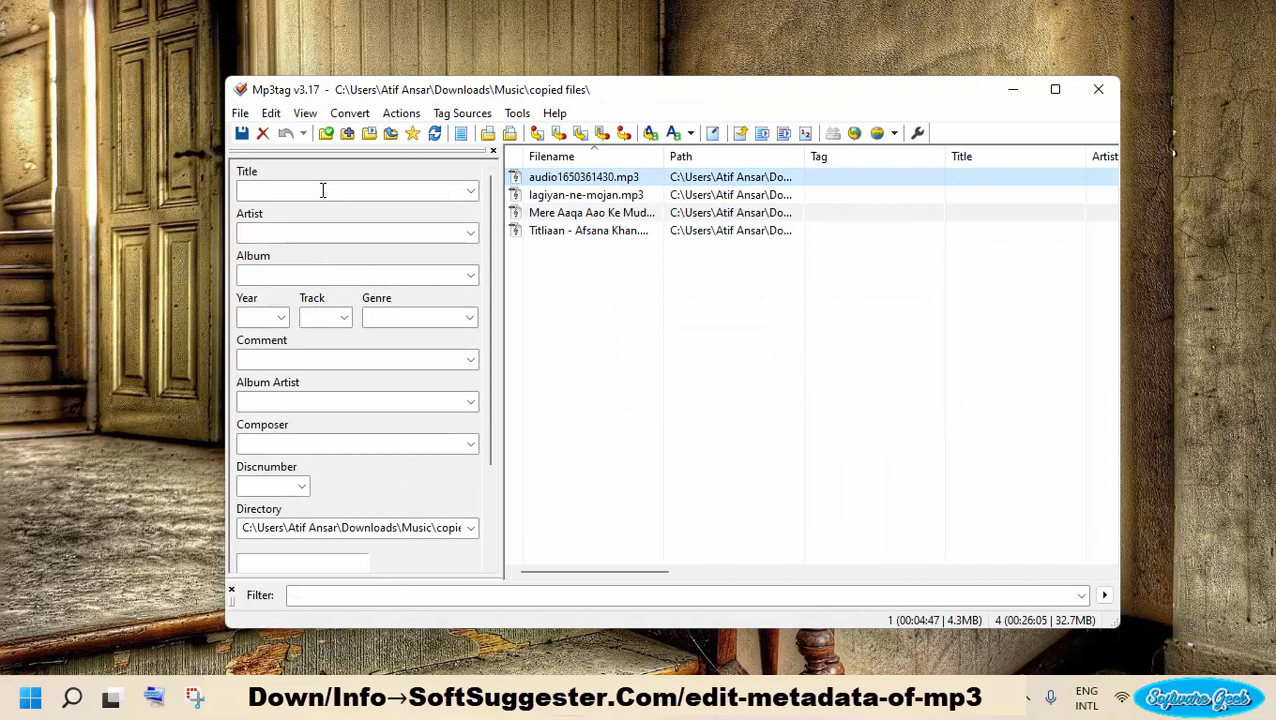 Mp3tag v3.17 - C:\Users\Atif Ansar\Downloads\Music\copied files\
File Edit View Convert Actions Tag Sources Tools Help
Title
Artist
Album
Year Track Genre
Comment
Album Artist
Composer
Discnumber
Directory
C:\Users\Atif Ansar\Downloads\Music\copie
Filename Path Tag Title Artist
audio1650361430.mp3 C:\Users\Atif Ansar\Do...
lagiyan-ne-mojan.mp3 C:\Users\Atif Ansar\Do...
Mere Aaqa Aao Ke Mud... C:\Users\Atif Ansar\Do...
Titliaan - Afsana Khan.... C:\Users\Atif Ansar\Do...
Filter:
1 (00:04:47 | 4.3MB) 4 (00:26:05 | 32.7MB)
Down/Info→SoftSuggester.Com/edit-metadata-of-mp3
ENG
INTL
Software Geek